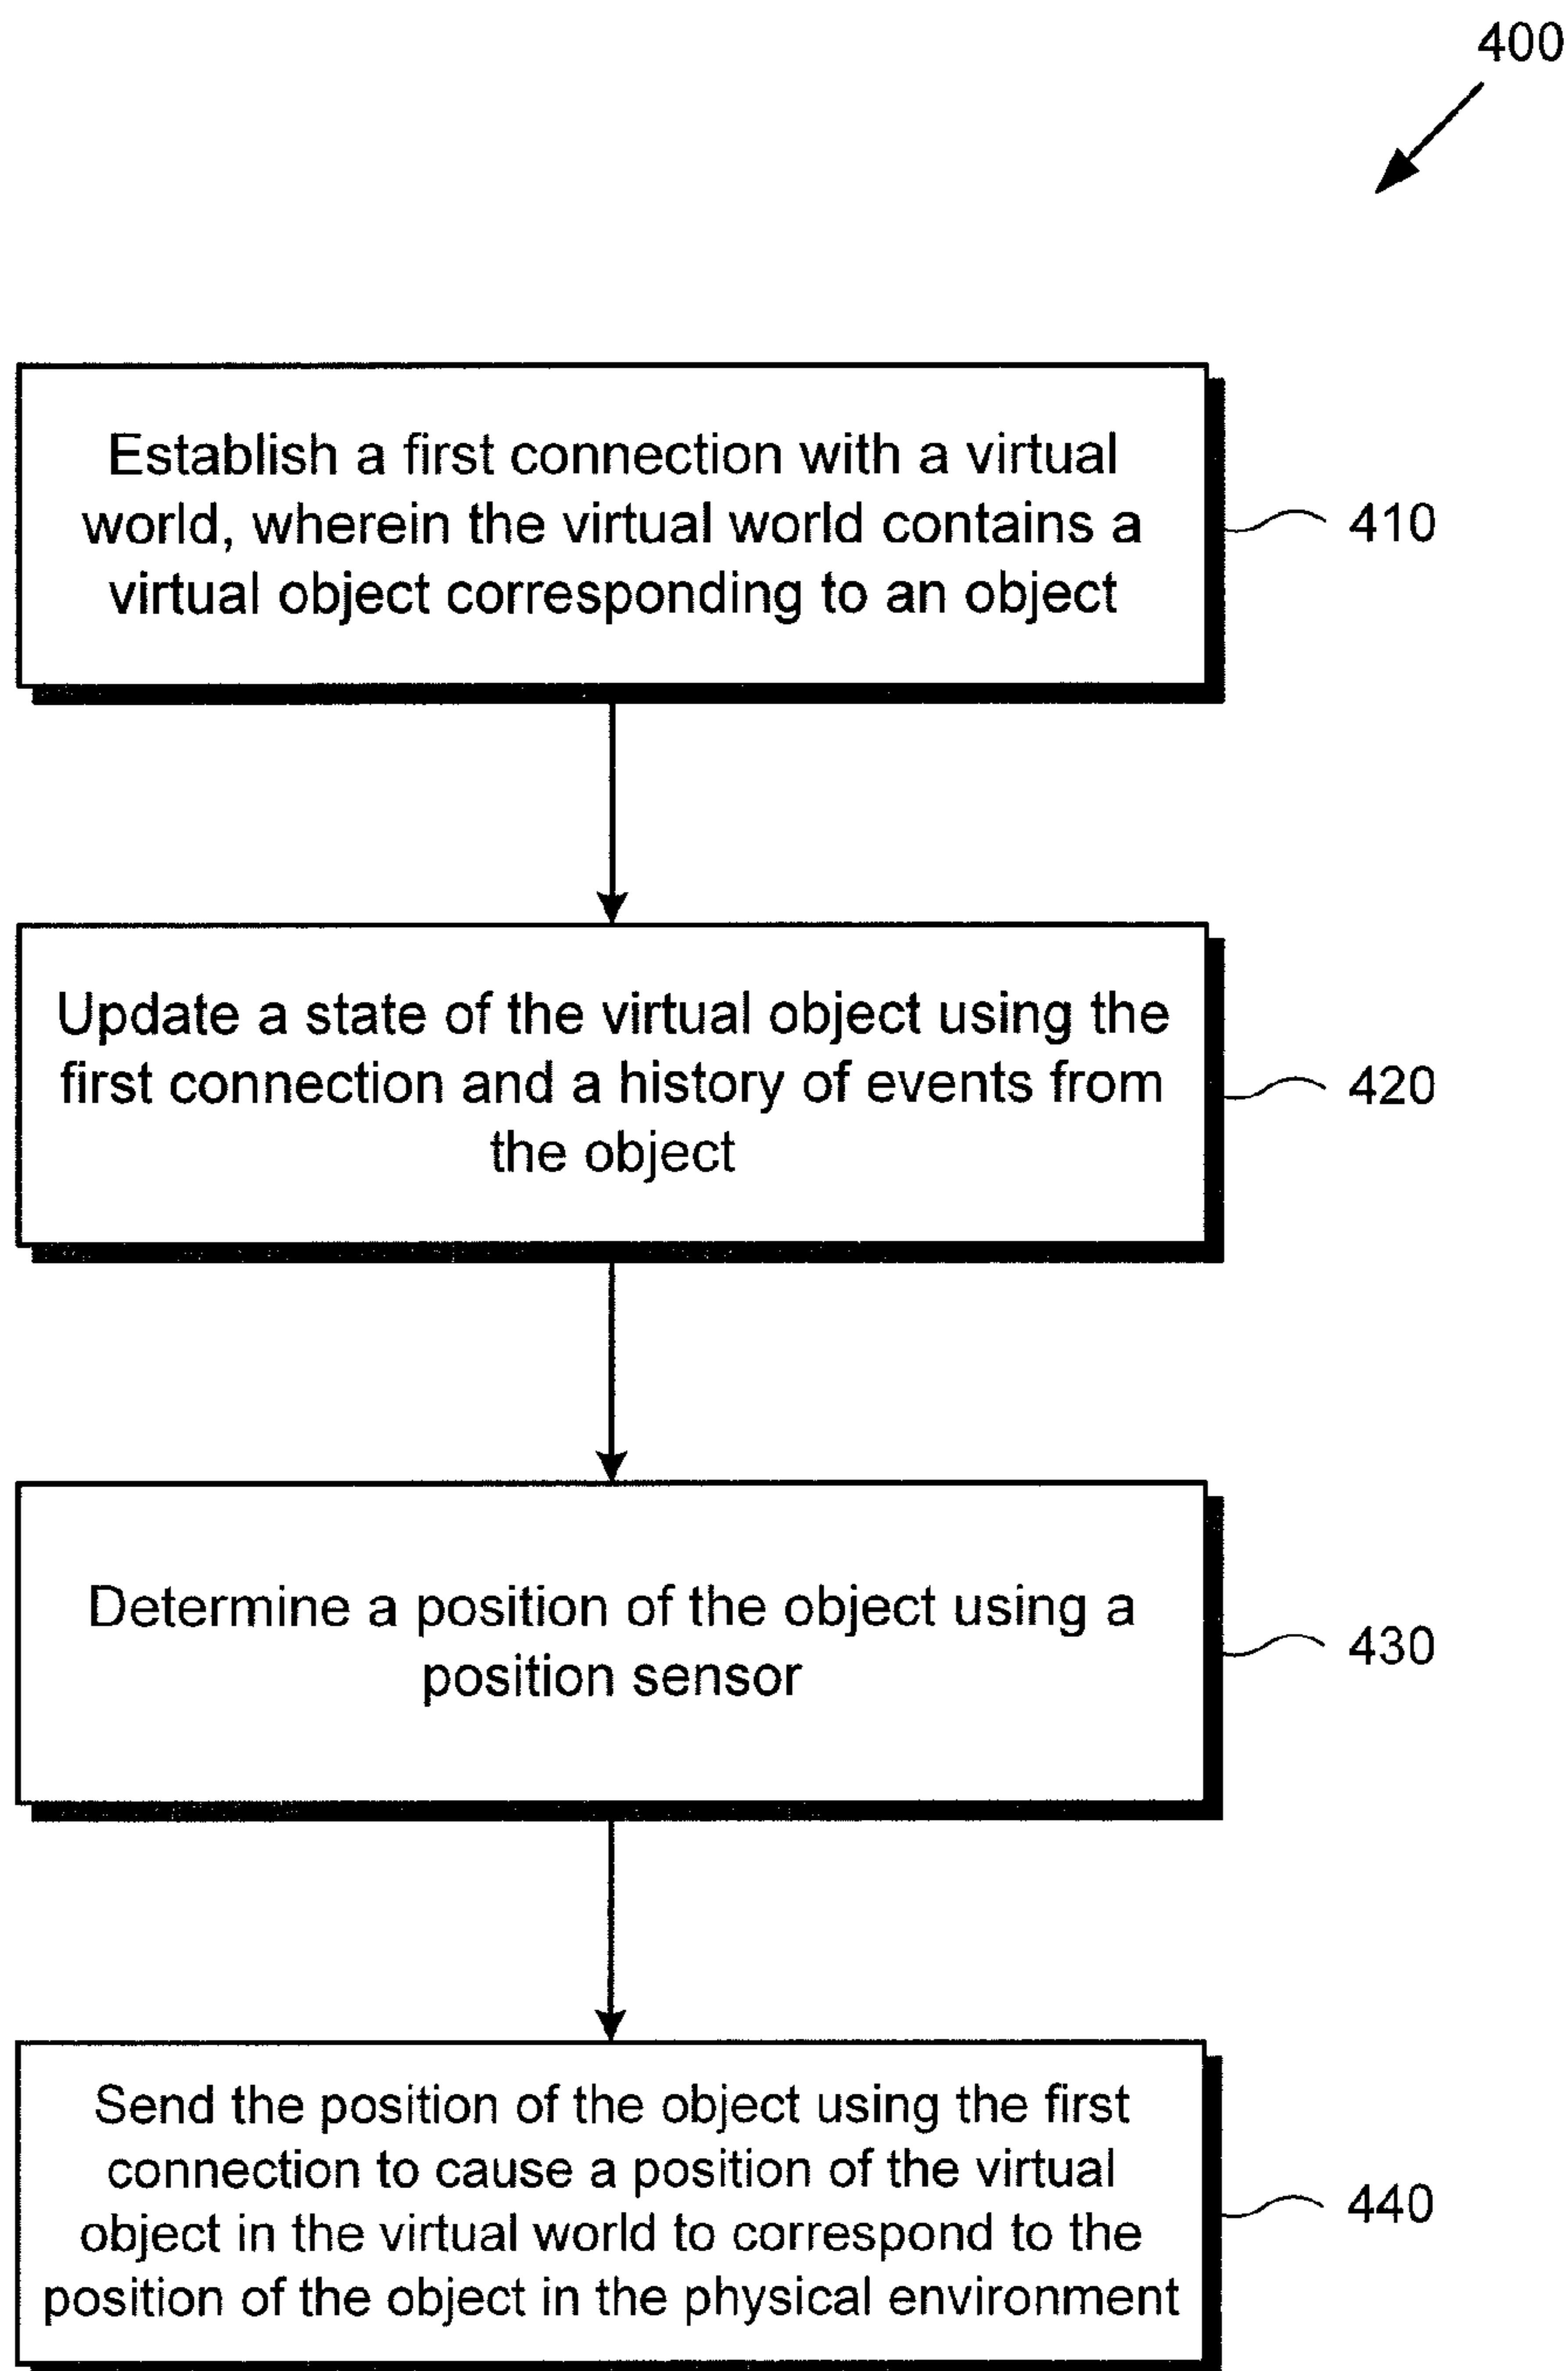 400
Establish a first connection with a virtual
world, wherein the virtual world contains a
virtual object corresponding to an object
410
Update a state of the virtual object using the
first connection and a history of events from
the object
420
Determine a position of the object using a
position sensor
430
Send the position of the object using the first
connection to cause a position of the virtual
object in the virtual world to correspond to the
position of the object in the physical environment
440